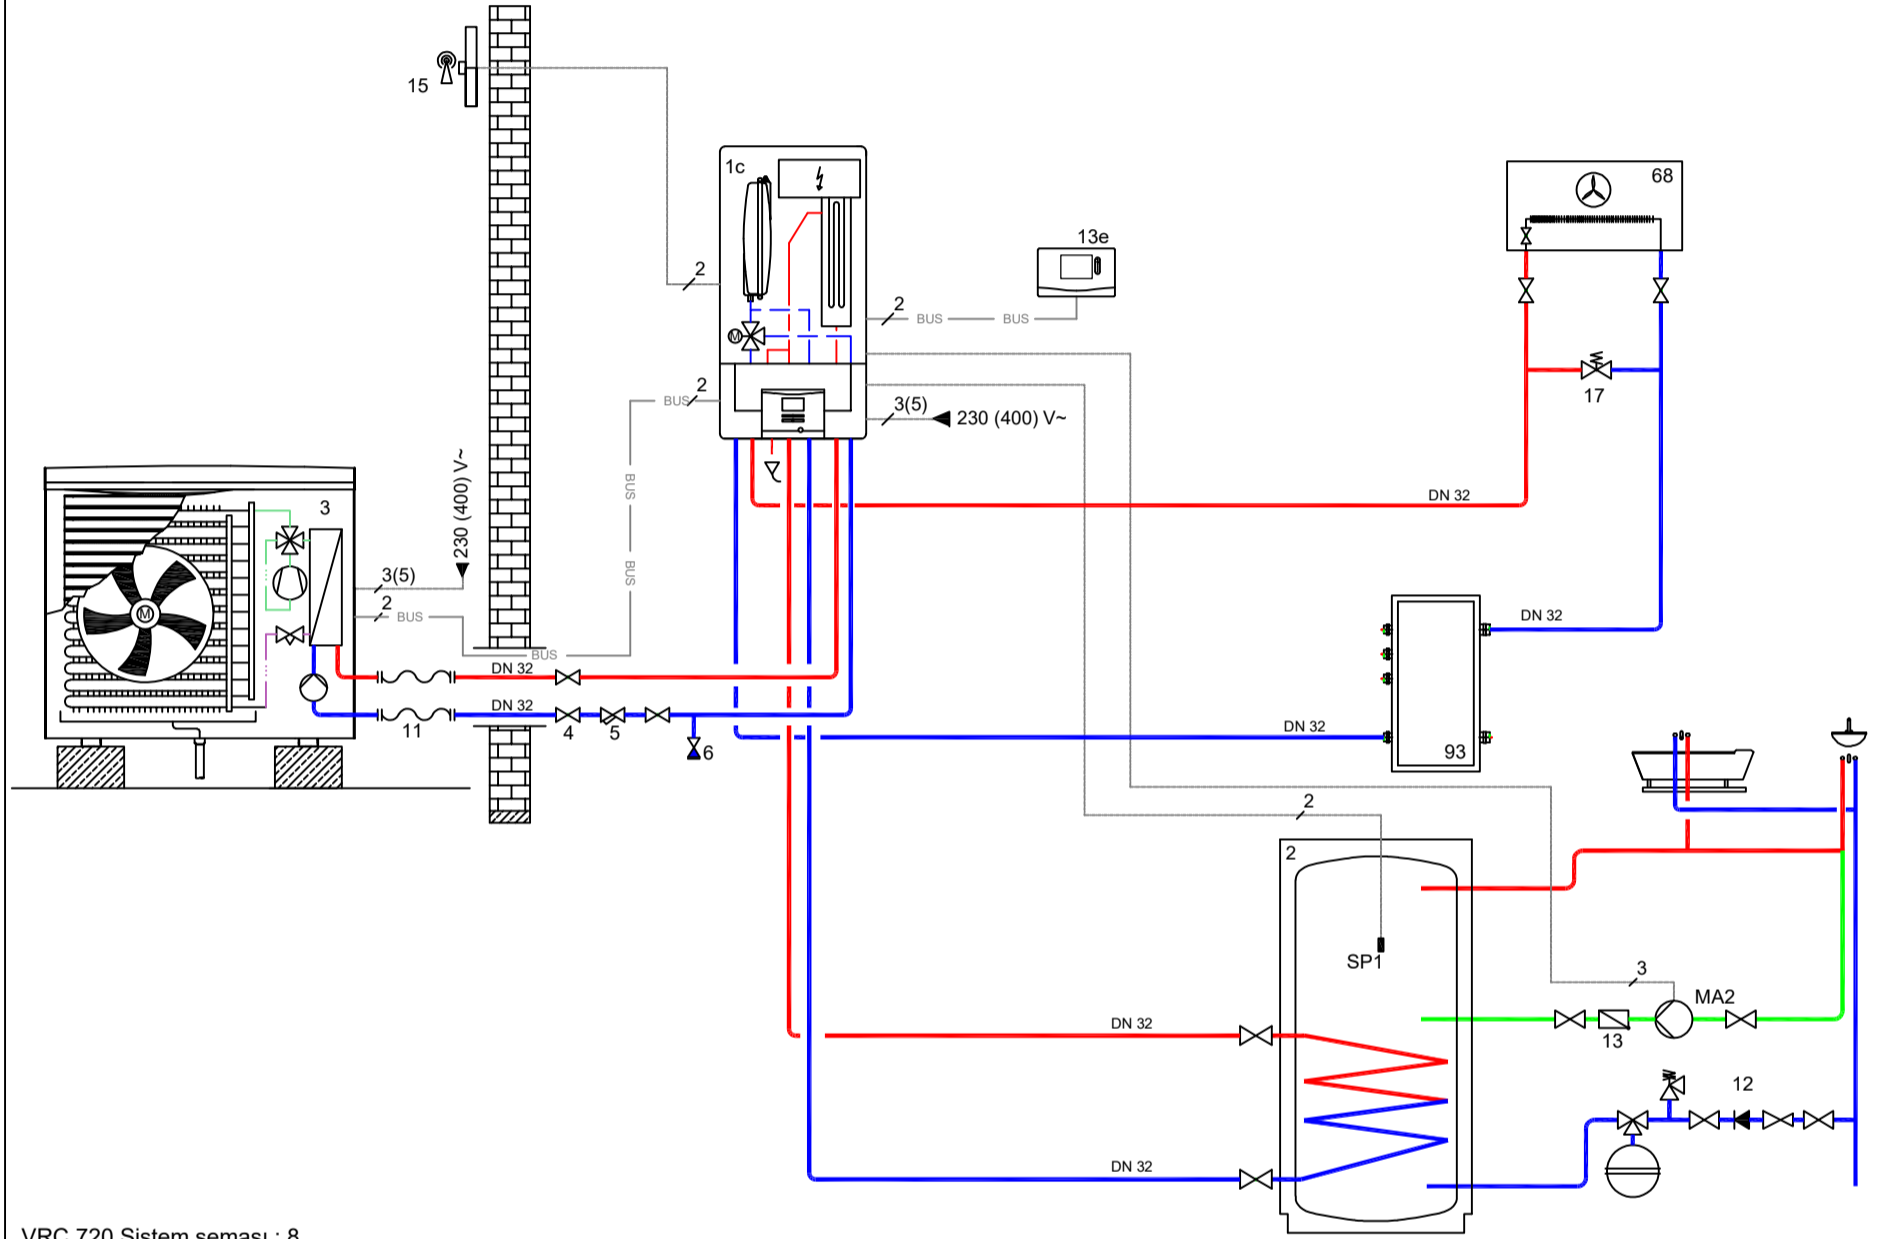 15
1c
68
13e
2
2
BUS BUS
17
BUS
2
3(5)
230 (400) V~
DN 32
230 (400) V~
3
BUS
BUS
3(5)
2
BUS
BUS
DN 32
DN 32
DN 32
11
4
5
6
DN 32
93
2
2
SP1
3
MA2
DN 32
13
12
DN 32
VRC 720 Sistem şeması : 8